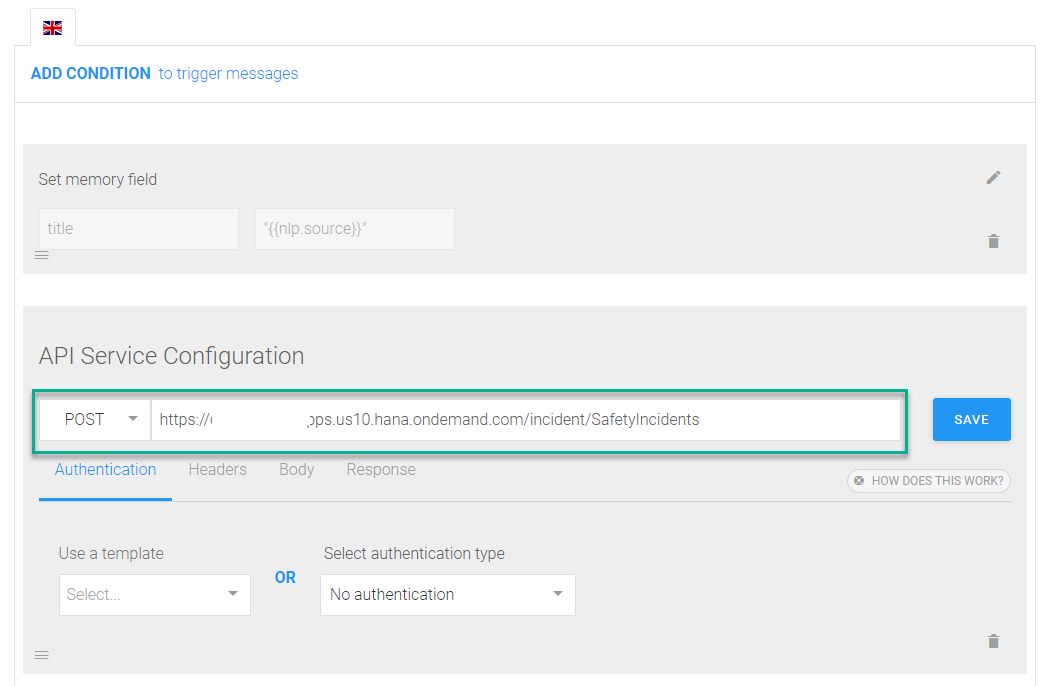 ADD CONDITION to trigger messages
Set memory field
title "{{nlp.source}}"
API Service Configuration
POST https:// pps.us10.hana.ondemand.com/incident/SafetyIncidents SAVE
Authentication Headers Body Response
HOW DOES THIS WORK?
Use a template Select authentication type
OR
Select... No authentication